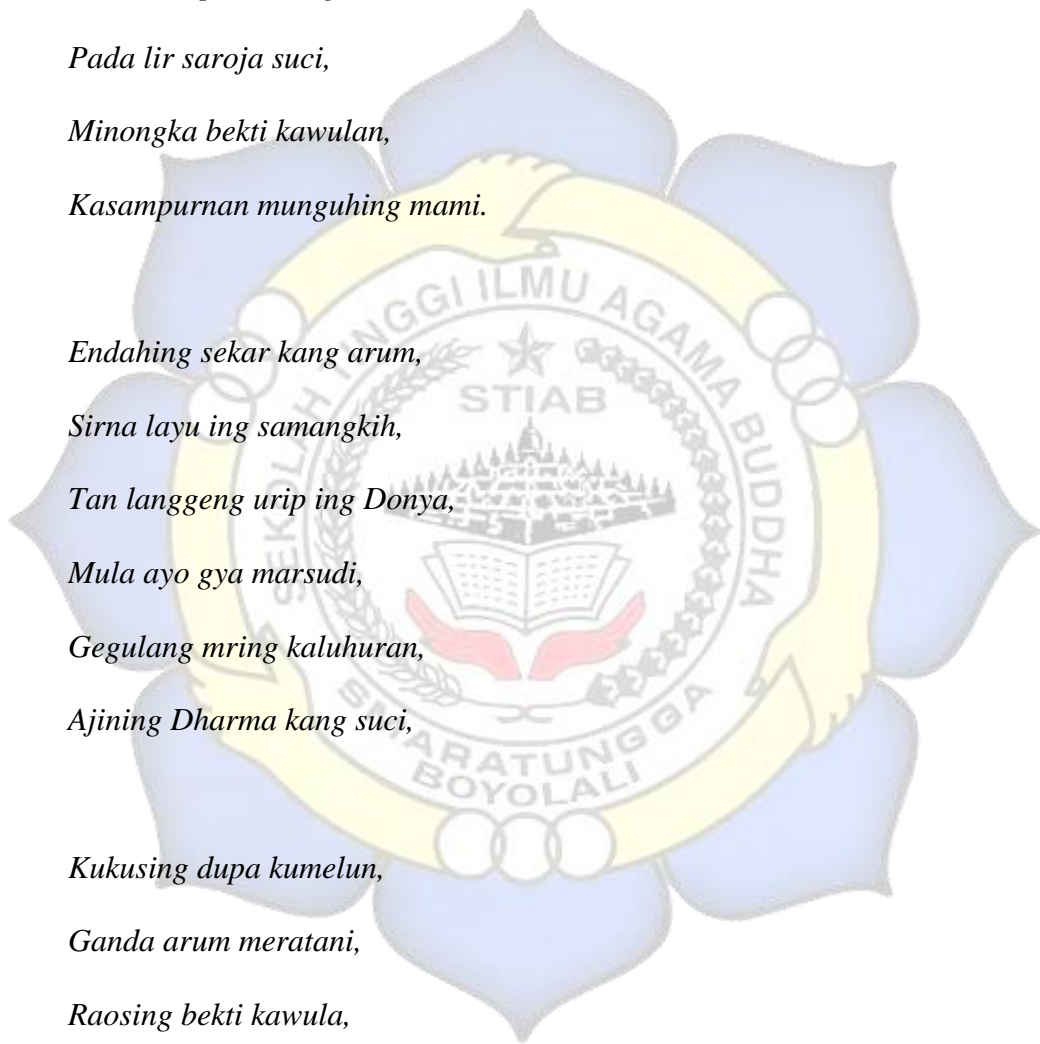 Pada lir saroja suci,
Minongka bekti kawulan,
Kasampurnan munguhing mami.
Endahing sekar kang arum,
Sirna layu ing samangkih,
Tan langgeng urip ing Donya,
Mula ayo gya marsudi,
Gegulang mring kaluhuran,
Ajining Dharma kang suci,
Kukusing dupa kumelun,
Ganda arum meratani,
Raosing bekti kawula,
SEKOLAH TINGGI ILMU AGAMA BUDDHA
STIAB
SMARATUNGGA
BOYOLALI